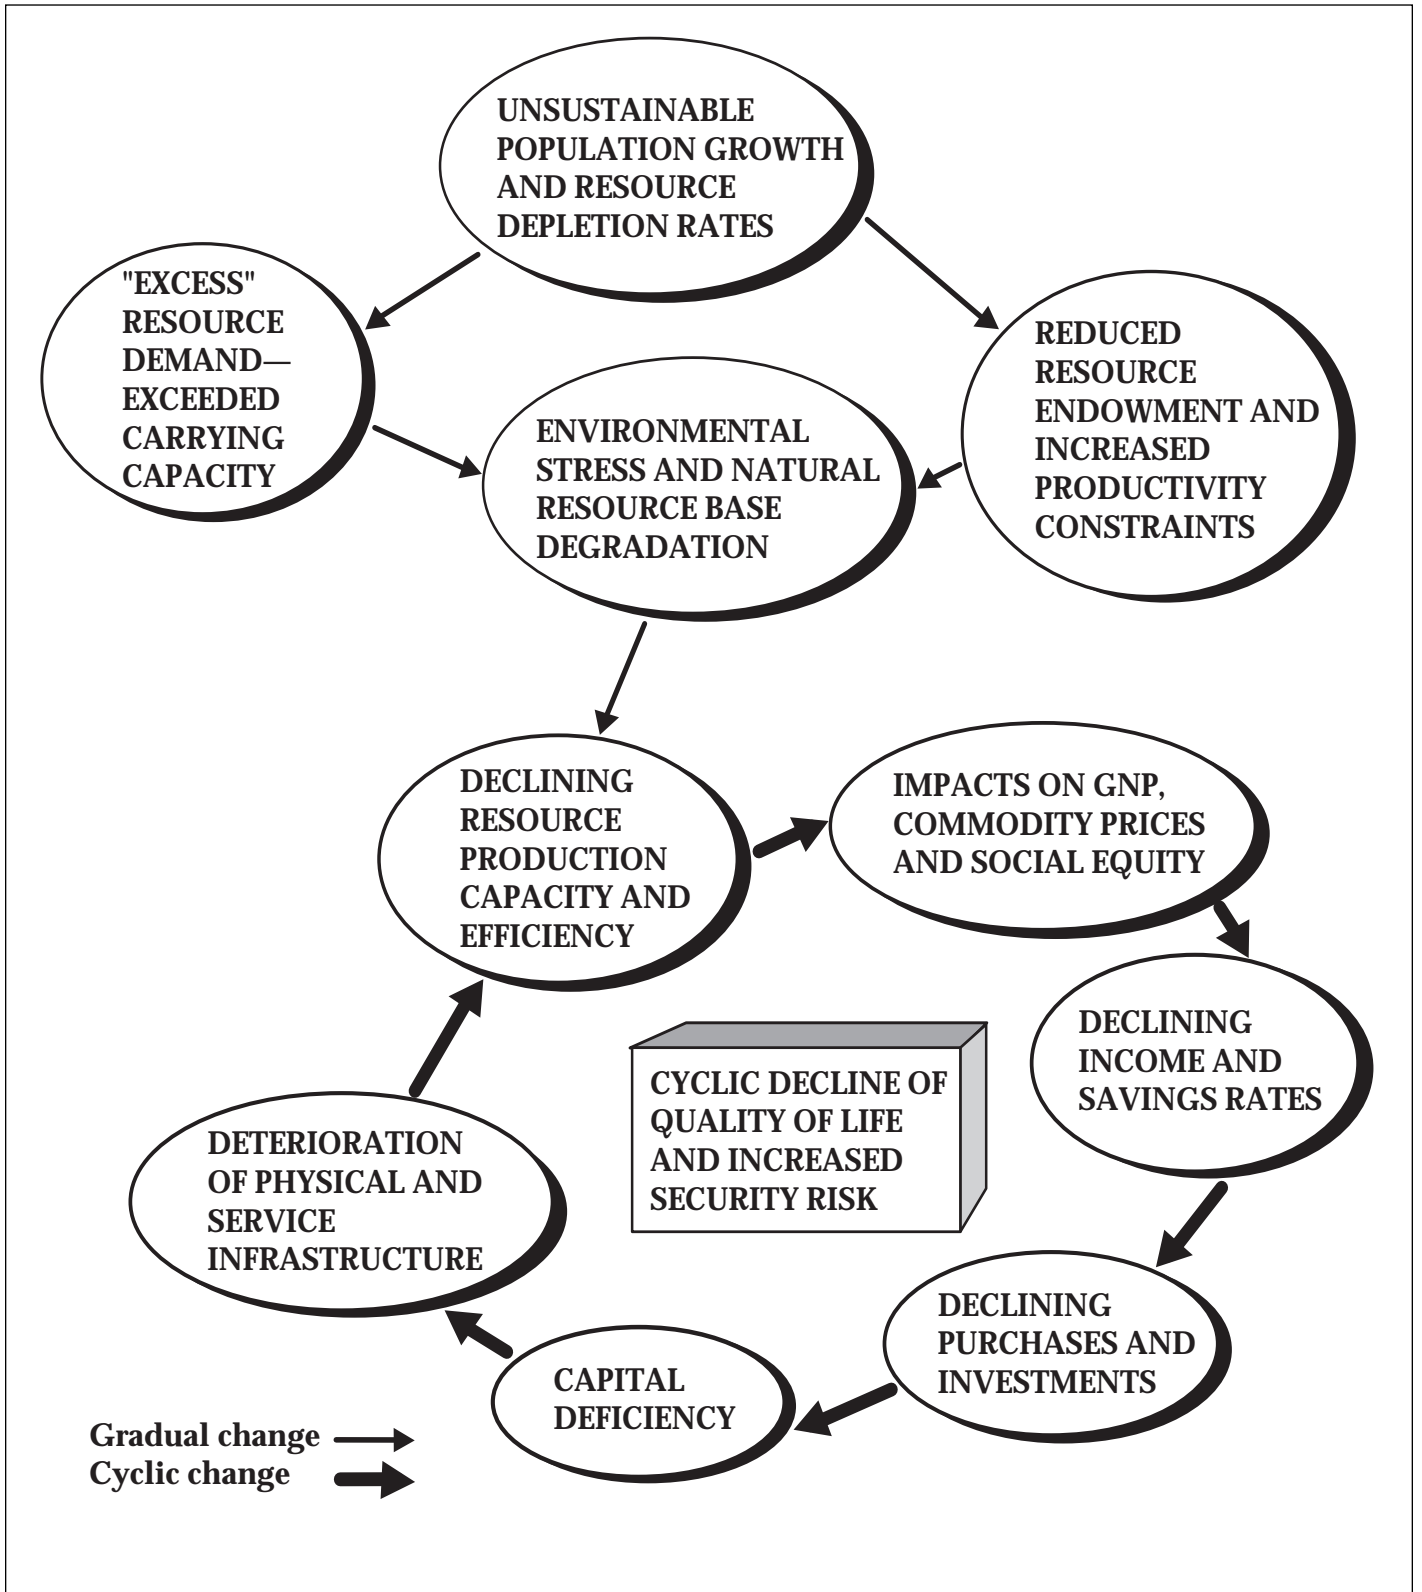 UNSUSTAINABLE
POPULATION GROWTH
AND RESOURCE
DEPLETION RATES
"EXCESS"
RESOURCE
DEMAND—
EXCEEDED
CARRYING
CAPACITY
REDUCED
RESOURCE
ENDOWMENT AND
INCREASED
PRODUCTIVITY
CONSTRAINTS
ENVIRONMENTAL
STRESS AND NATURAL
RESOURCE BASE
DEGRADATION
DECLINING
RESOURCE
PRODUCTION
CAPACITY AND
EFFICIENCY
IMPACTS ON GNP,
COMMODITY PRICES
AND SOCIAL EQUITY
DECLINING
INCOME AND
SAVINGS RATES
CYCLIC DECLINE OF
QUALITY OF LIFE
AND INCREASED
SECURITY RISK
DETERIORATION
OF PHYSICAL AND
SERVICE
INFRASTRUCTURE
DECLINING
PURCHASES AND
INVESTMENTS
CAPITAL
DEFICIENCY
Gradual change
Cyclic change